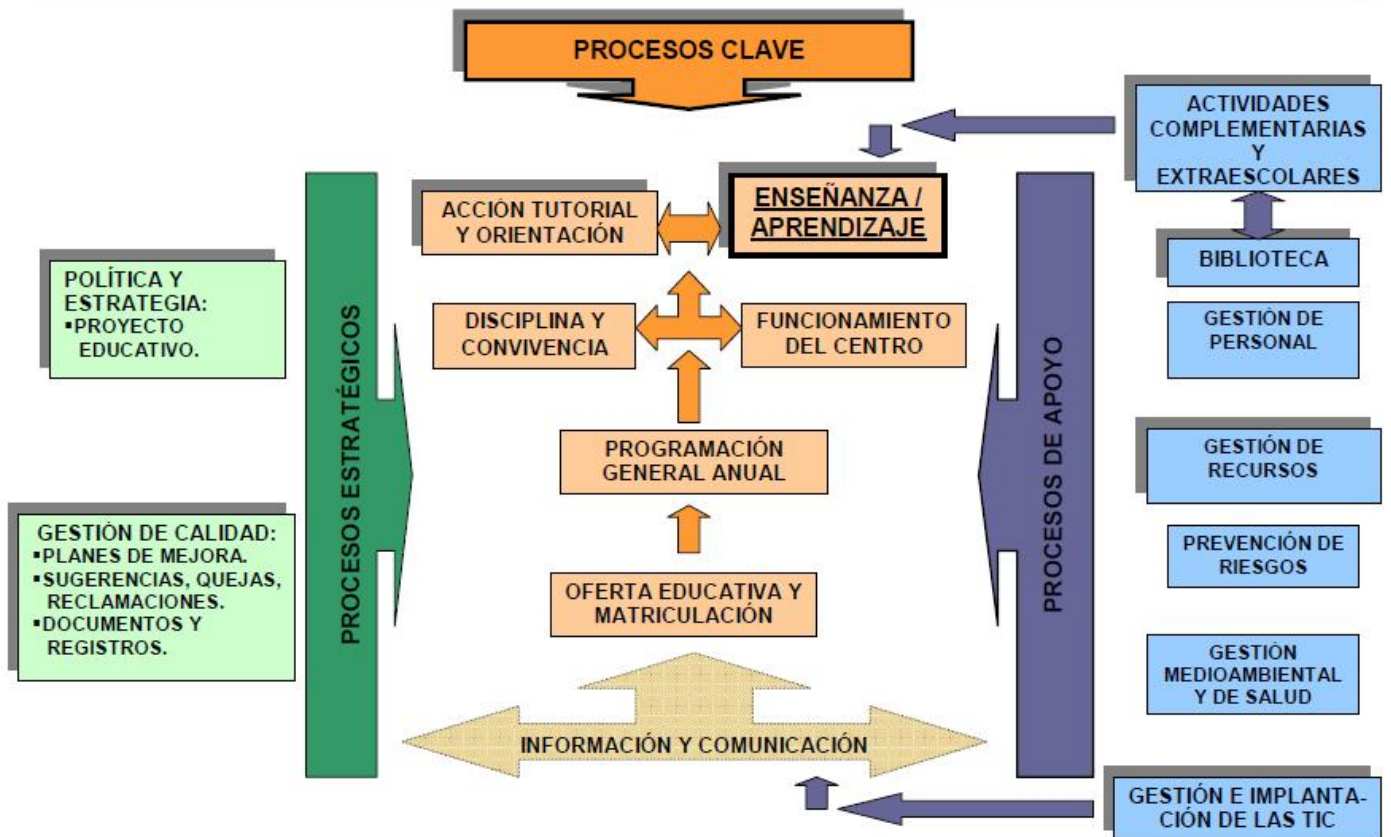 PROCESOS CLAVE
ACTIVIDADES
COMPLEMENTARIAS
Y
EXTRAESCOLARES
ACCIÓN TUTORIAL
Y ORIENTACIÓN
ENSEÑANZA /
APRENDIZAJE
BIBLIOTECA
POLÍTICA Y
ESTRATEGIA:
▪PROYECTO
EDUCATIVO.
DISCIPLINA Y
CONVIVENCIA
FUNCIONAMIENTO
DEL CENTRO
GESTIÓN DE
PERSONAL
PROCESOS ESTRATÉGICOS
PROCESOS DE APOYO
PROGRAMACIÓN
GENERAL ANUAL
GESTIÓN DE
RECURSOS
GESTIÓN DE CALIDAD:
▪PLANES DE MEJORA.
▪SUGERENCIAS, QUEJAS,
RECLAMACIONES.
▪DOCUMENTOS Y
REGISTROS.
PREVENCIÓN DE
RIESGOS
OFERTA EDUCATIVA Y
MATRICULACIÓN
GESTIÓN
MEDIOAMBIENTAL
Y DE SALUD
INFORMACIÓN Y COMUNICACIÓN
GESTIÓN E IMPLANTA-
CIÓN DE LAS TIC